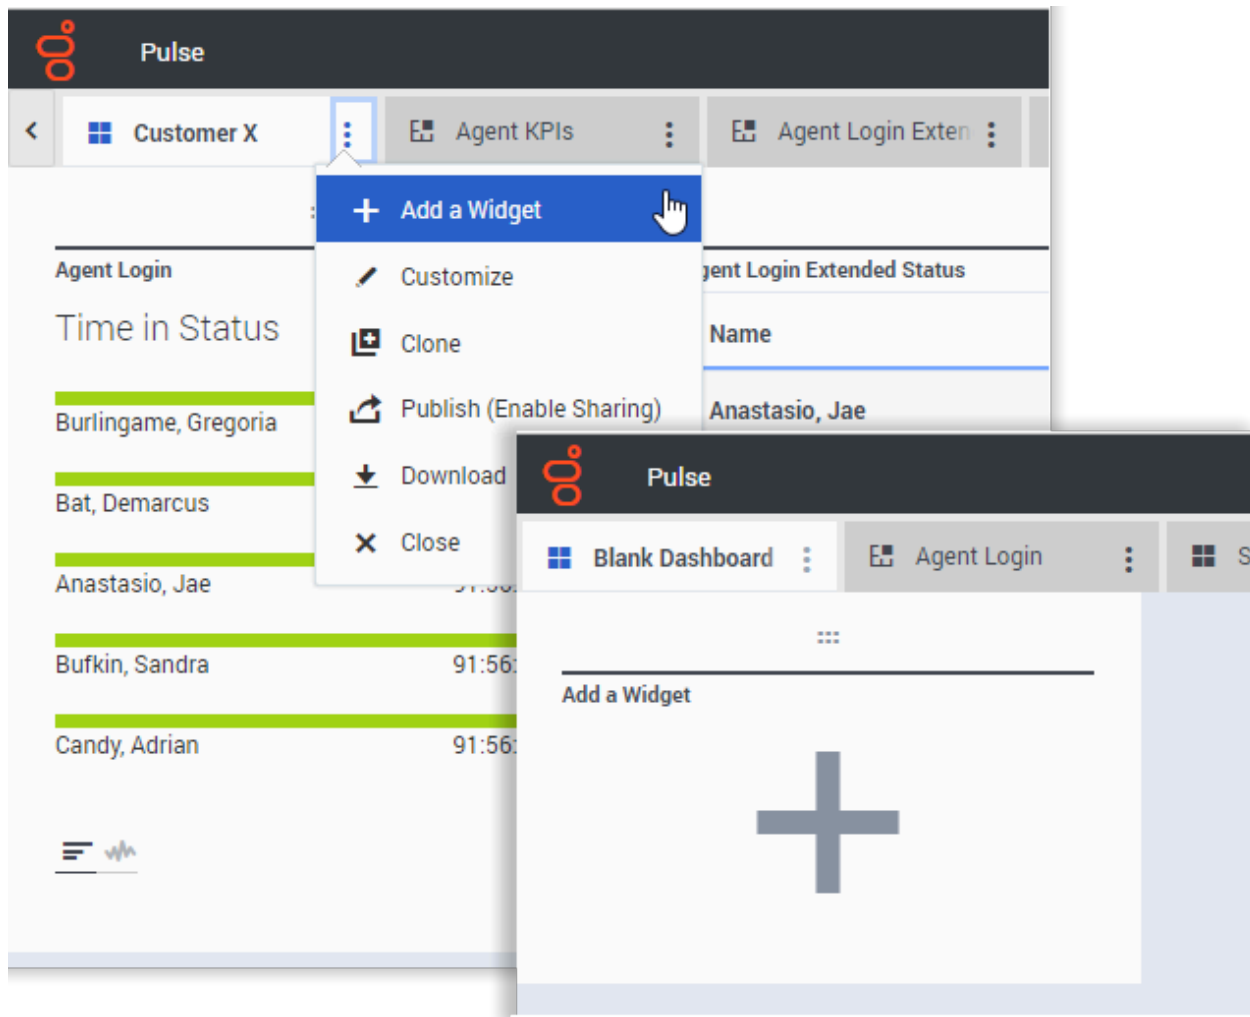 Pulse
Customer X
Agent KPIs
Agent Login Exten
Add a Widget
Customize
Clone
Publish (Enable Sharing)
Download
Close
Agent Login
Time in Status
Burlingame, Gregoria
Bat, Demarcus
Anastasio, Jae
Bufkin, Sandra 91:56:
Candy, Adrian 91:56:
gent Login Extended Status
Name
Anastasio, Jae
Pulse
Blank Dashboard
Agent Login
S
Add a Widget